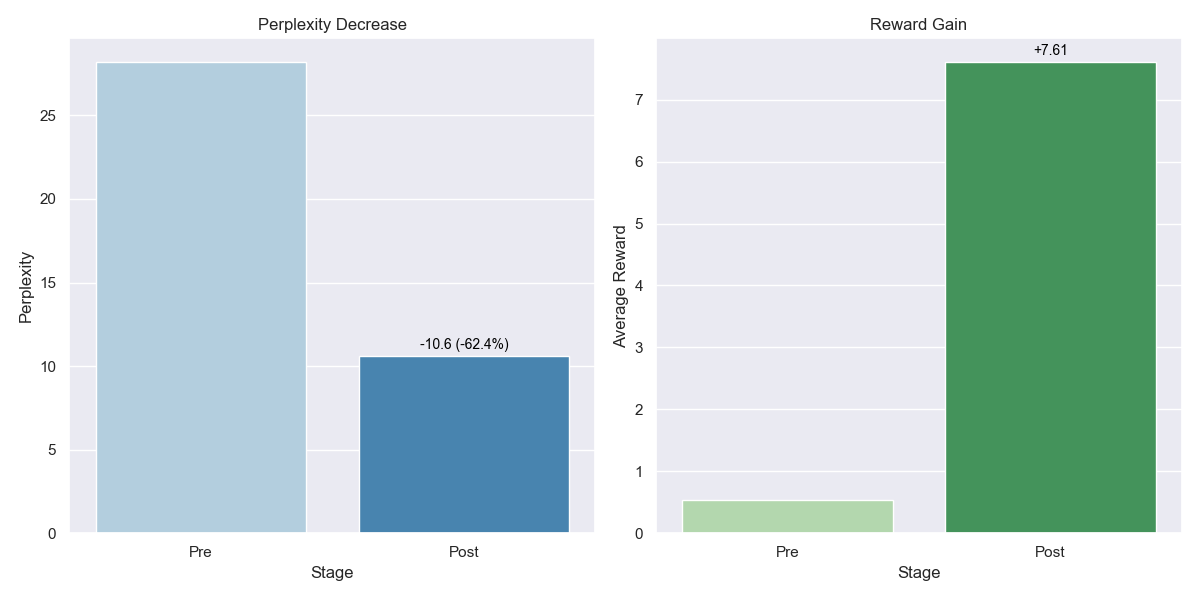 Perplexity Decrease
25
20
15
10
5
0
Perplexity
-10.6 (-62.4%)
Pre
Post
Stage
Reward Gain
7
6
5
4
3
2
1
0
Average Reward
+7.61
Pre
Post
Stage